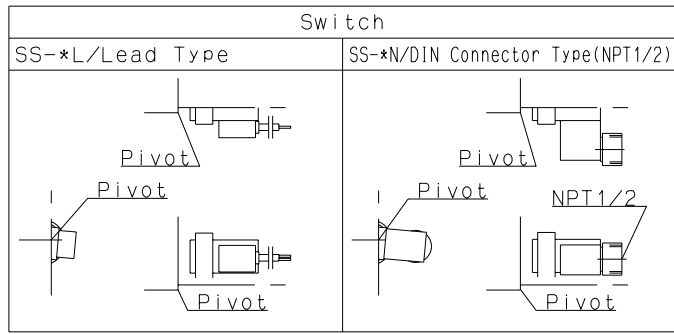 Switch
SS-*L/Lead Type
SS-*N/DIN Connector Type(NPT1/2)
Pivot
Pivot
Pivot
Pivot
NPT1/2
Pivot
Pivot